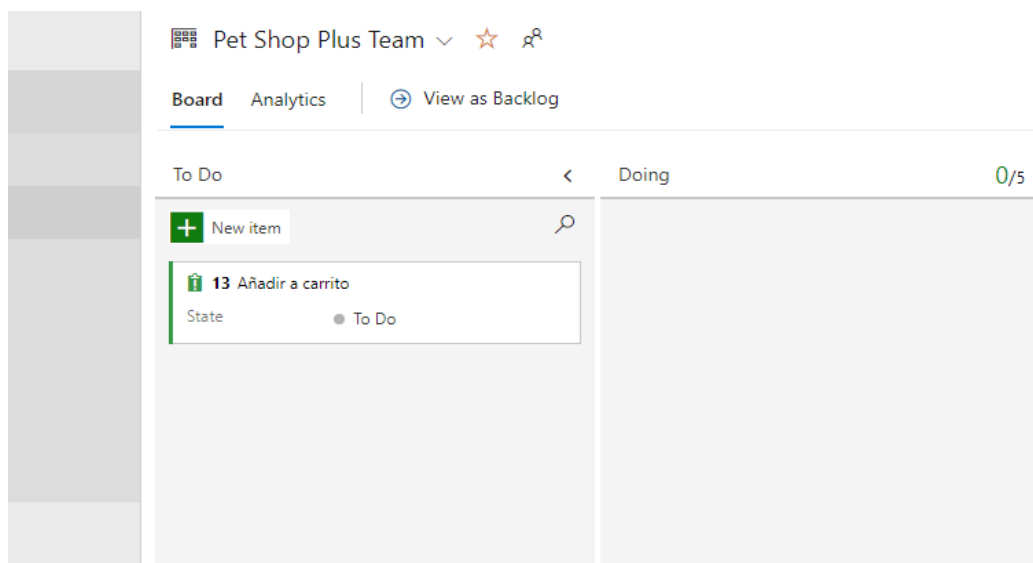 Pet Shop Plus Team
Board Analytics View as Backlog
To Do Doing 0/5
New item
13 Añadir a carrito
State To Do